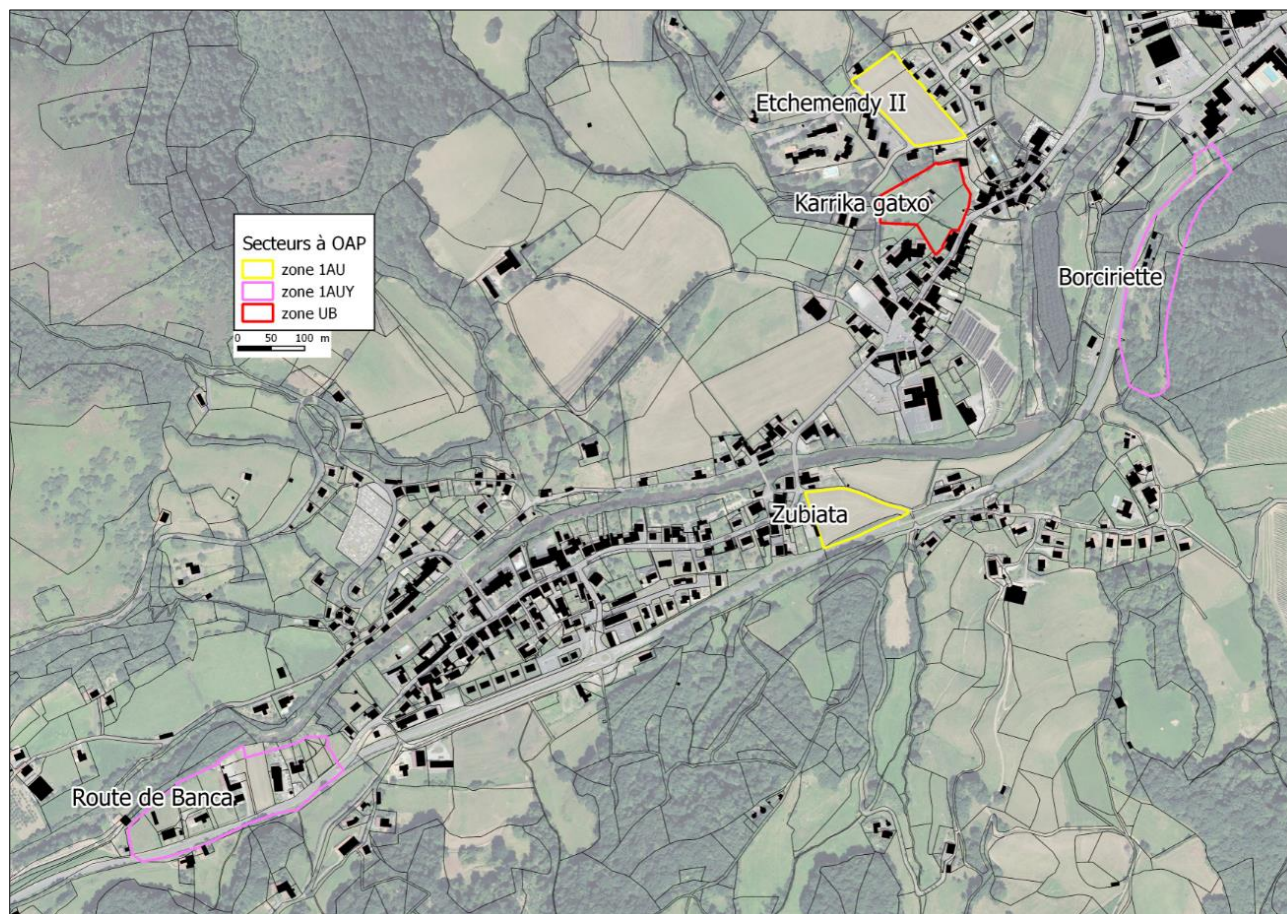 Etchemendy II
Karrika gatxo
Secteurs à OAP
zone 1AU
zone 1AUY
zone UB
0 50 100 m
Borciriette
Zubiata
Route de Banca